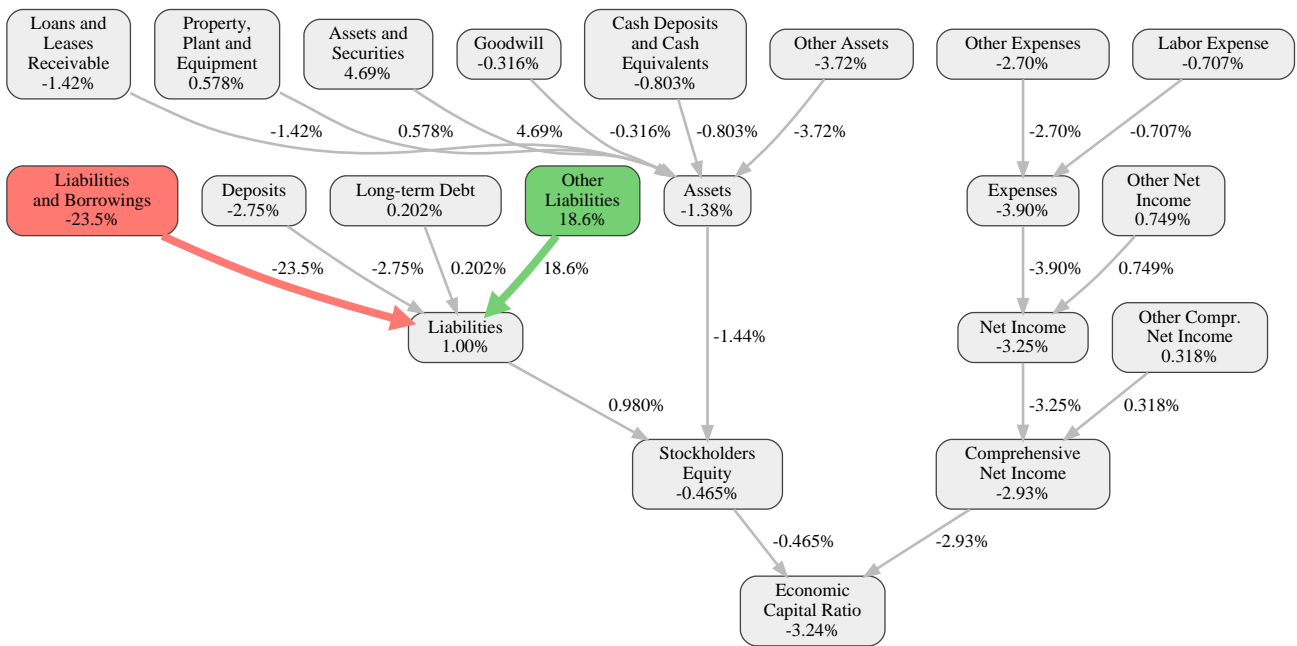 Loans and
Leases
Receivable
-1.42%
Property,
Plant and
Equipment
0.578%
Assets and
Securities
4.69%
Goodwill
-0.316%
Cash Deposits
and Cash
Equivalents
-0.803%
Other Assets
-3.72%
Other Expenses
-2.70%
Labor Expense
-0.707%
-1.42%
0.578%
4.69%
-0.316%
-0.803%
-3.72%
-2.70%
-0.707%
Liabilities
and Borrowings
-23.5%
Deposits
-2.75%
Long-term Debt
0.202%
Other
Liabilities
18.6%
Assets
-1.38%
Expenses
-3.90%
Other Net
Income
0.749%
-23.5%
-2.75%
0.202%
18.6%
-3.90%
0.749%
Liabilities
1.00%
-1.44%
Net Income
-3.25%
Other Compr.
Net Income
0.318%
0.980%
-3.25%
0.318%
Stockholders
Equity
-0.465%
Comprehensive
Net Income
-2.93%
-0.465%
-2.93%
Economic
Capital Ratio
-3.24%